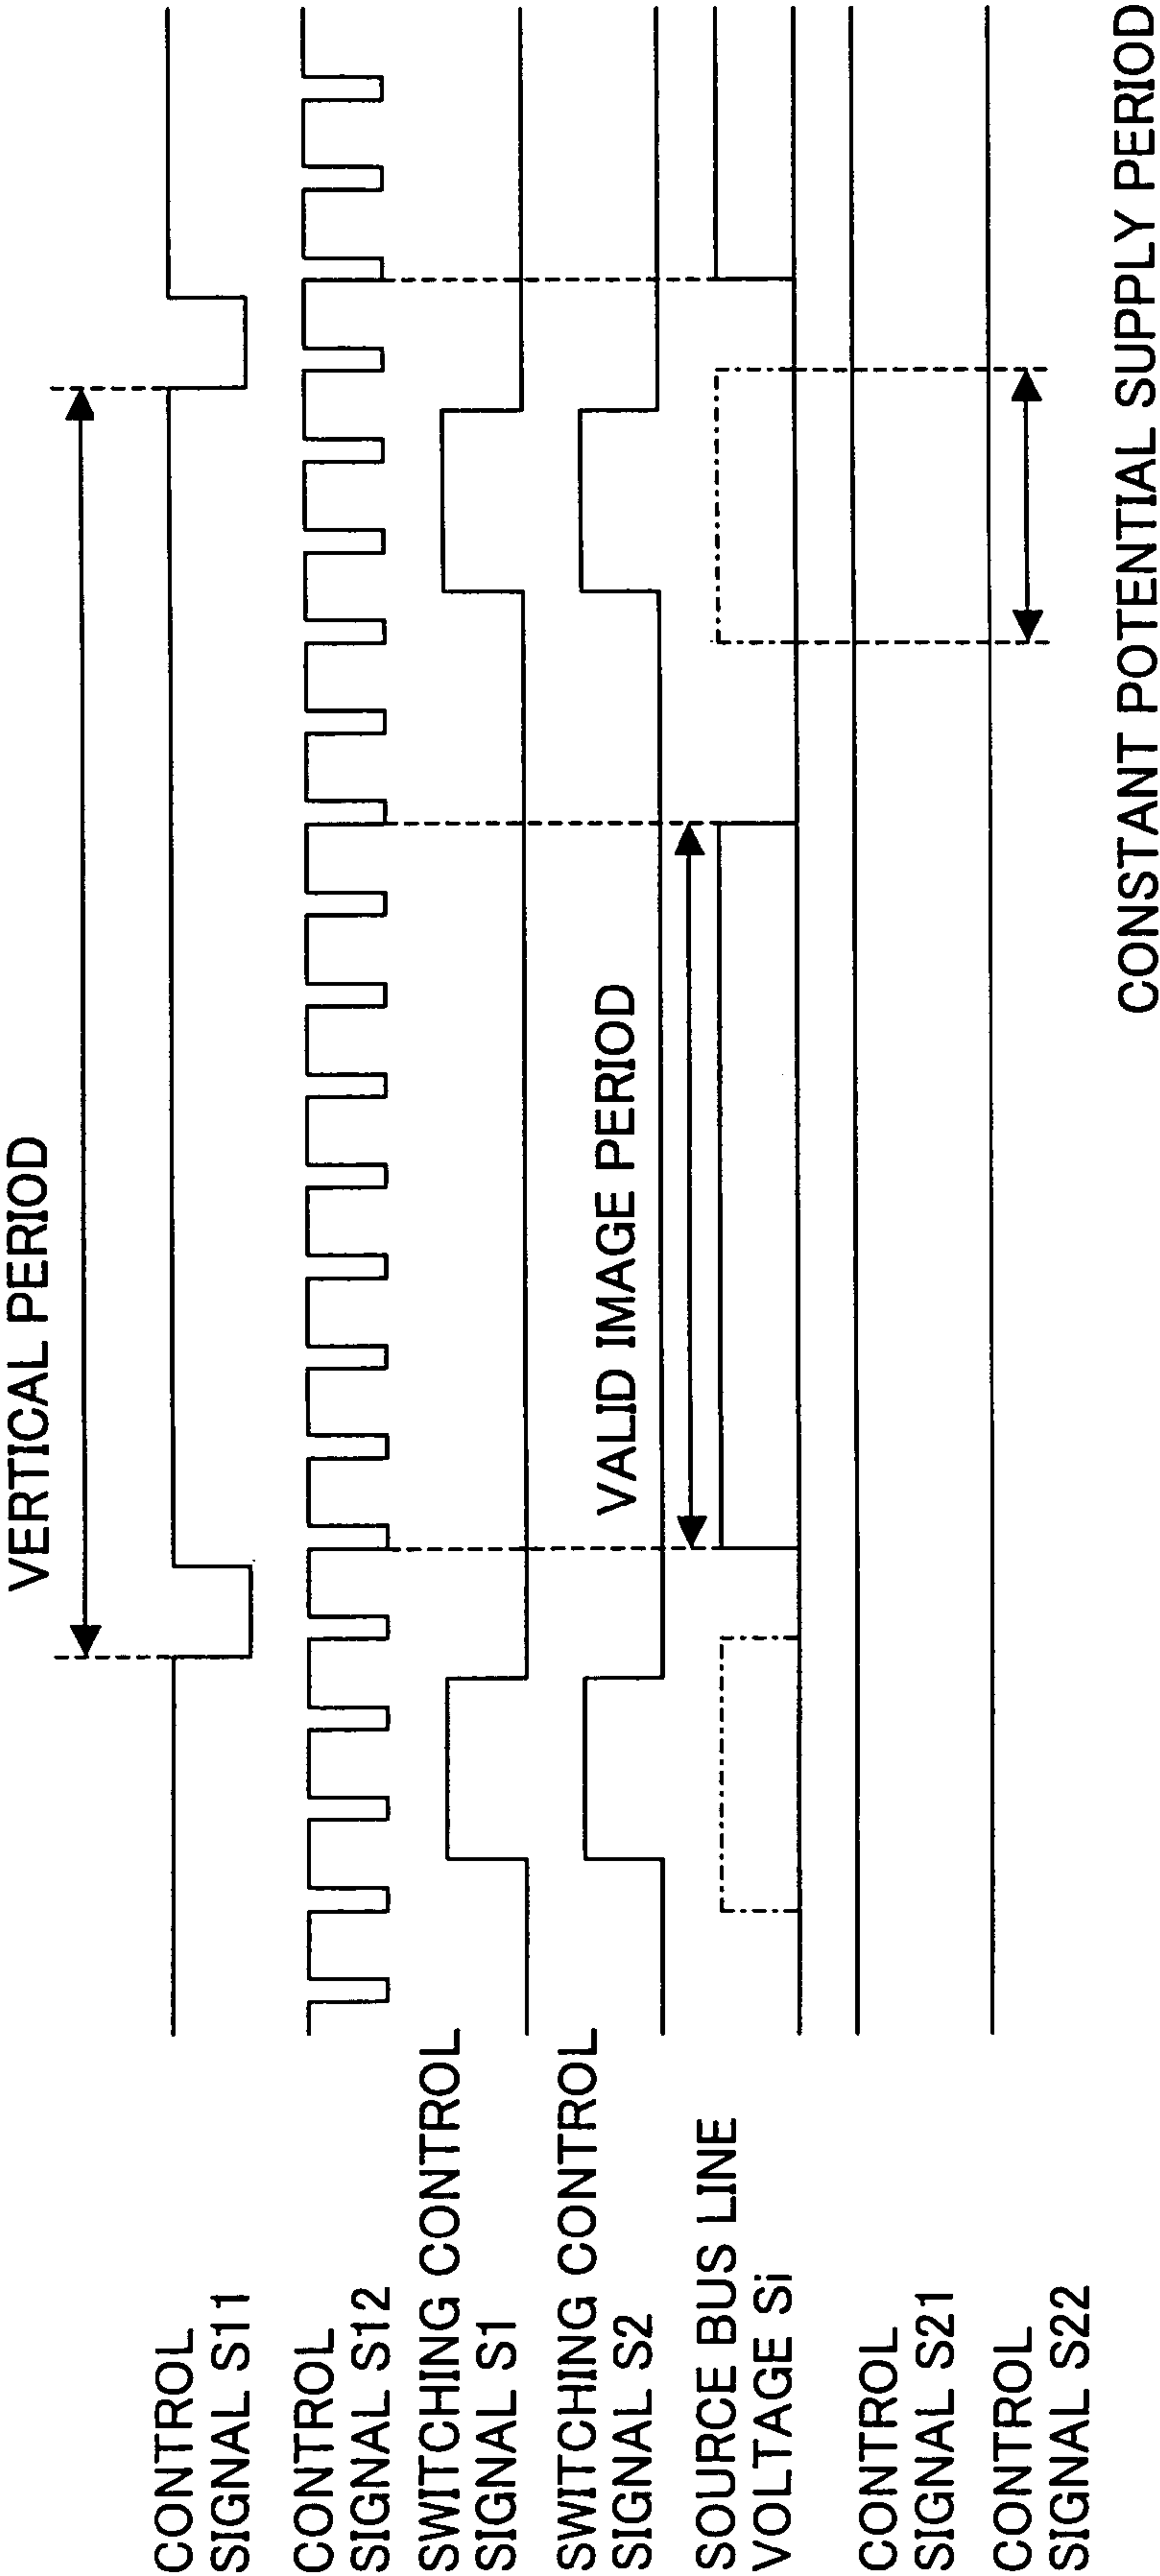 VERTICAL PERIOD
CONTROL
SIGNAL S11
CONTROL
SIGNAL S12
SWITCHING CONTROL
SIGNAL S1
SWITCHING CONTROL
SIGNAL S2
VALID IMAGE PERIOD
SOURCE BUS LINE
VOLTAGE Si
CONTROL
SIGNAL S21
CONTROL
SIGNAL S22
CONSTANT POTENTIAL SUPPLY PERIOD